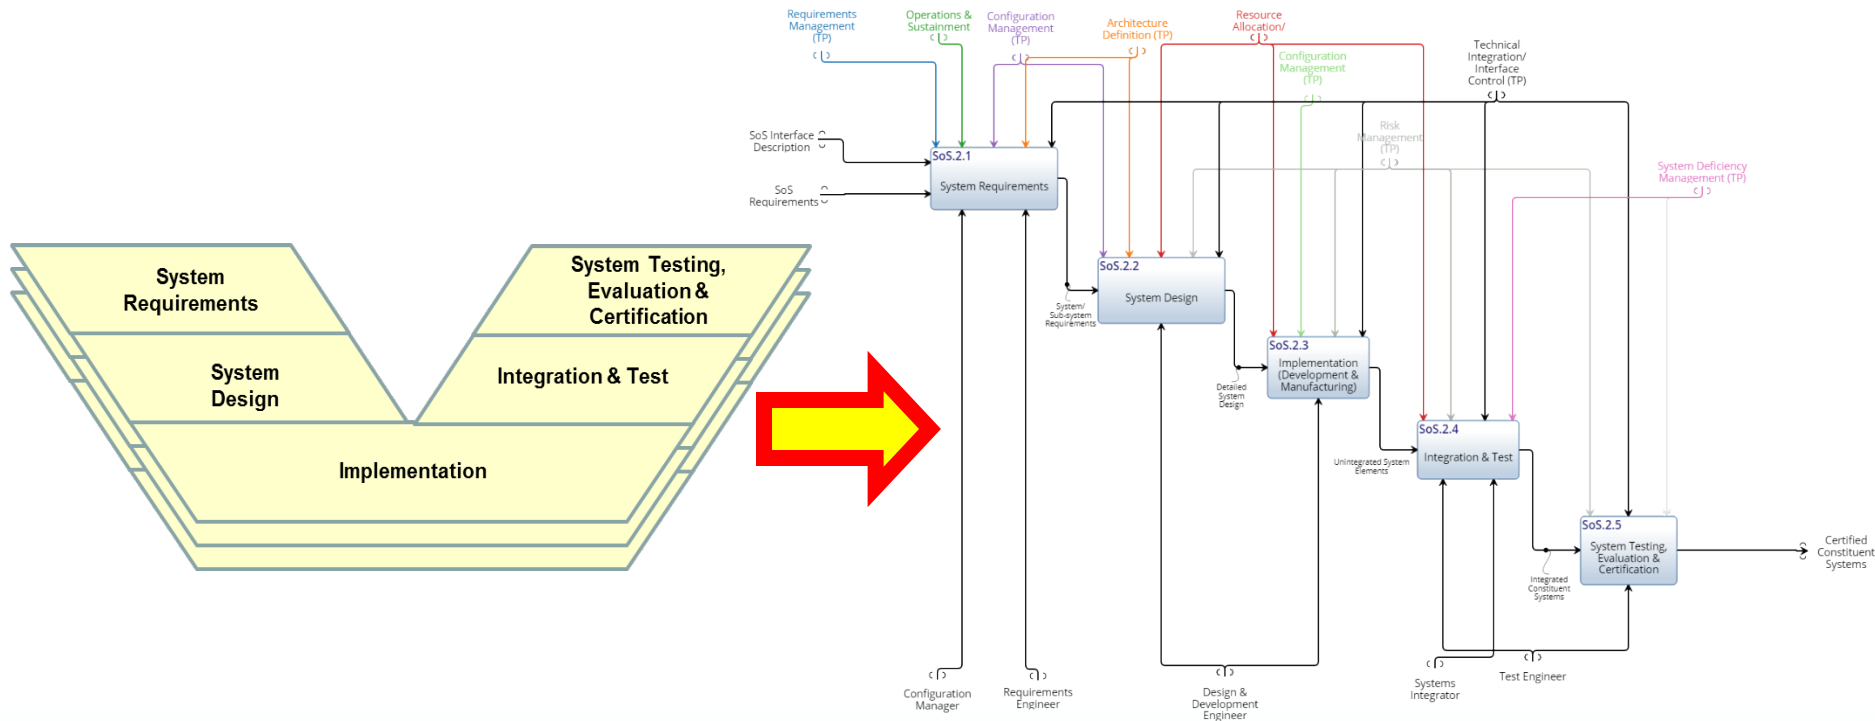 System
Requirements
System
Design
Implementation
System Testing,
Evaluation &
Certification
Integration & Test
Requirements
Management
(TP)
Operations &
Sustainment
Configuration
Management
(TP)
Architecture
Definition (TP)
Resource
Allocation/
Configuration
Management
(TP)
Technical
Integration/
Interface
Control (TP)
Risk
Management
(TP)
System Deficiency
Management (TP)
SoS Interface
Description
SoS
Requirements
SoS.2.1
System Requirements
System/
Sub-system
Requirements
SoS.2.2
System Design
Detailed
System
Design
SoS.2.3
Implementation
(Development &
Manufacturing)
Unintegrated System
Elements
SoS.2.4
Integration & Test
Integrated
Constituent
Systems
SoS.2.5
System Testing,
Evaluation &
Certification
Certified
Constituent
Systems
Configuration
Manager
Requirements
Engineer
Design &
Development
Engineer
Systems
Integrator
Test Engineer